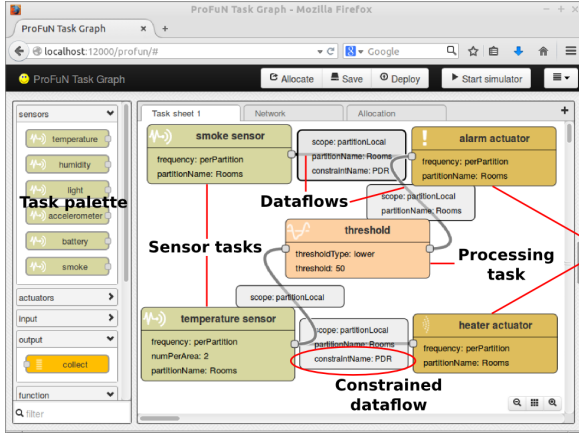 ProFuN Task Graph - Mozilla Firefox
ProFuN Task Graph
localhost:12000/profun/#
Google
ProFuN Task Graph
Allocate
Save
Deploy
Start simulator
sensors
temperature
humidity
light
accelerometer
battery
smoke
actuators
input
output
collect
function
filter
Task palette
Task sheet 1
Network
Allocation
smoke sensor
frequency: perPartition
partitionName: Rooms
scope: partitionLocal
partitionName: Rooms
constraintName: PDR
alarm actuator
frequency: perPartition
partitionName: Rooms
Dataflows
scope: partitionLocal
partitionName: Rooms
Sensor tasks
threshold
thresholdType: lower
threshold: 50
Processing
task
scope: partitionLocal
temperature sensor
frequency: perPartition
numPerArea: 2
partitionName: Rooms
scope: partitionLocal
partitionName: Rooms
constraintName: PDR
heater actuator
frequency: perPartition
partitionName: Rooms
Constrained
dataflow